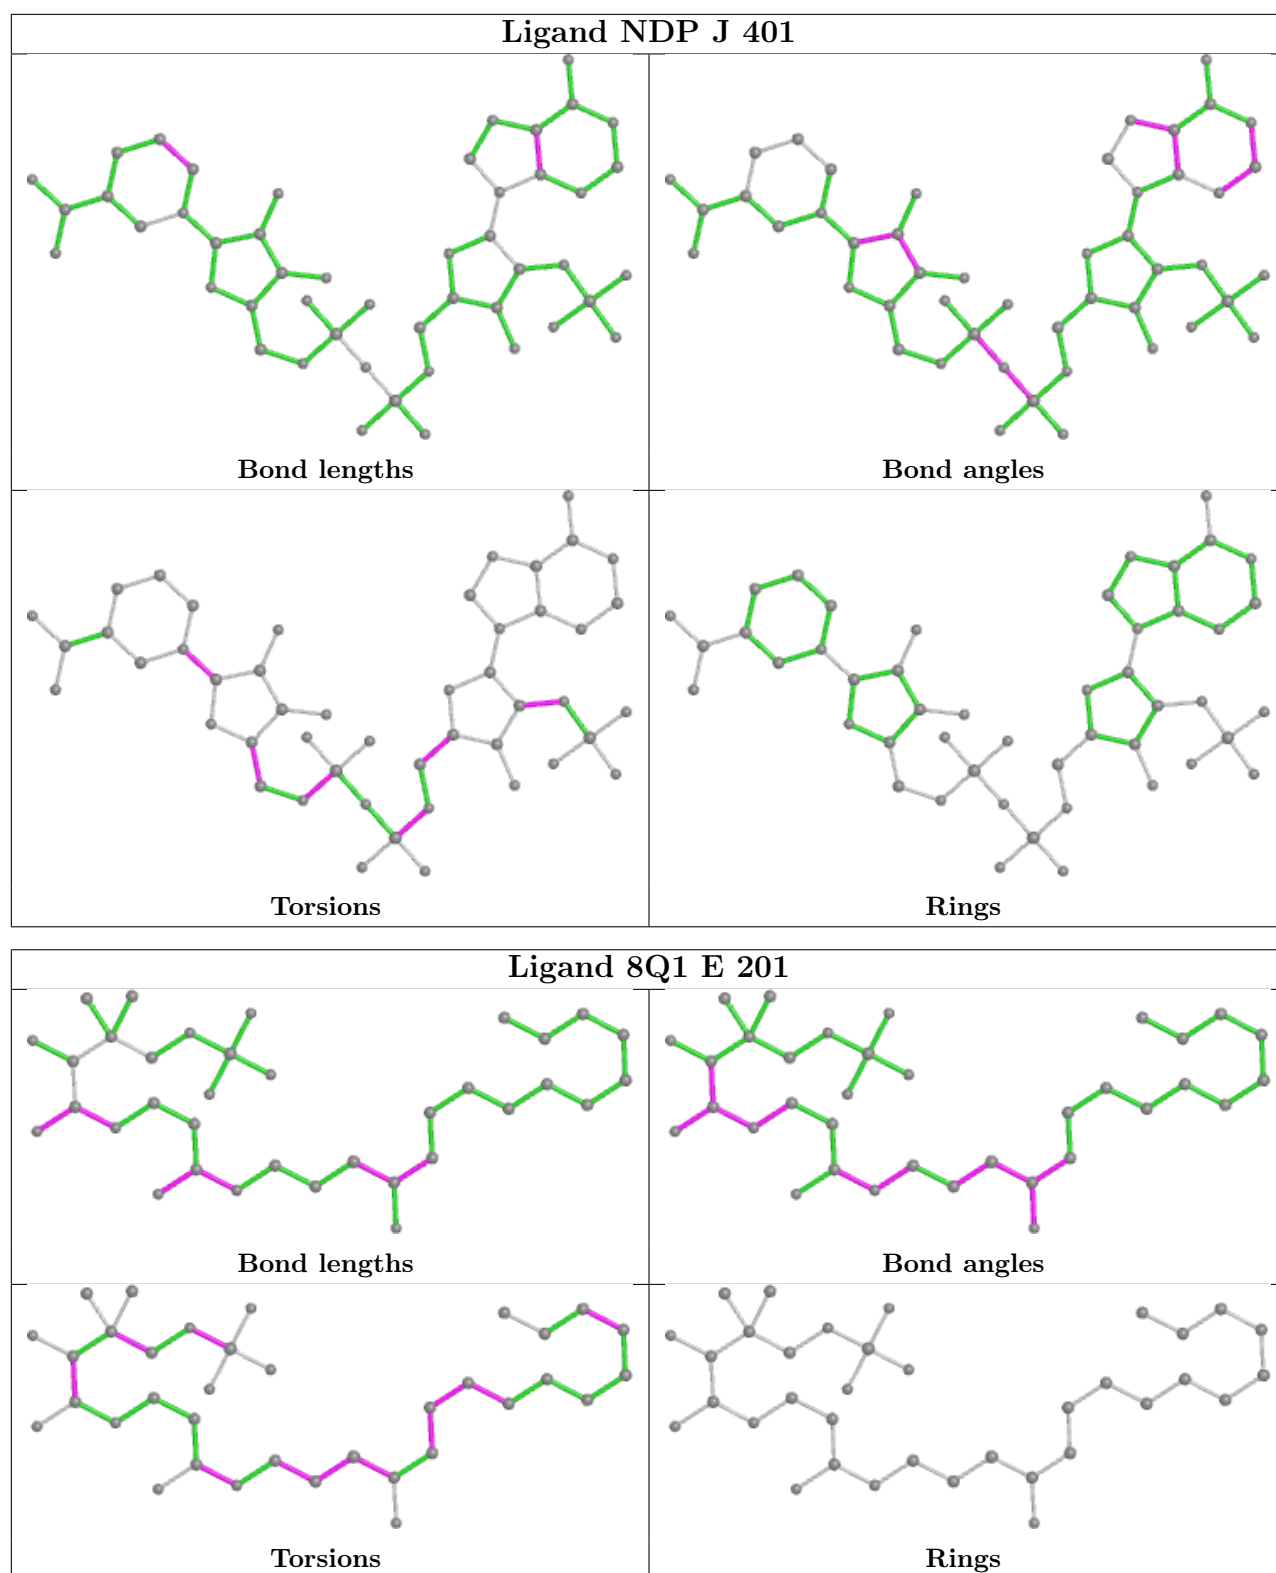 Ligand NDP J 401
Bond lengths
Bond angles
Torsions
Rings
Ligand 8Q1 E 201
Bond lengths
Bond angles
Torsions
Rings